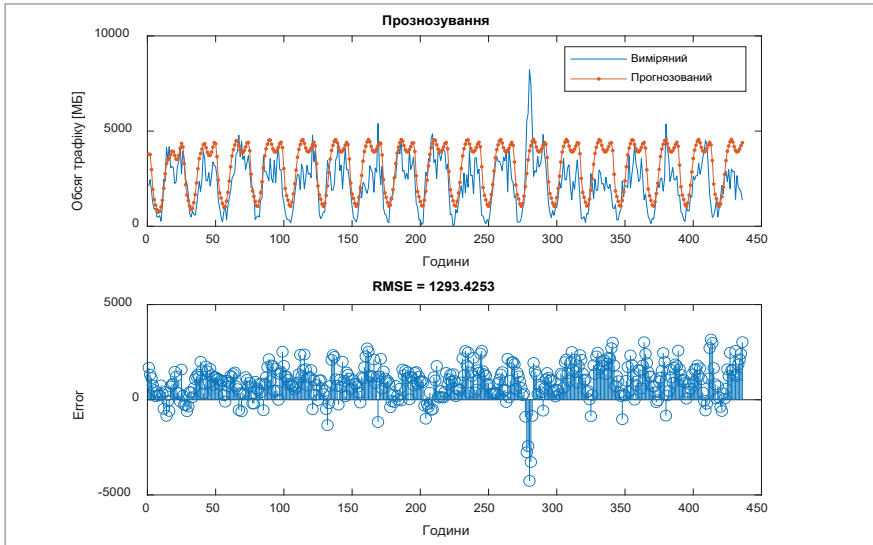 Прознозування
10000
5000
0
Обсяг трафіку [МБ]
Виміряний
Прогнозований
0 50 100 150 200 250 300 350 400 450
Години
RMSE = 1293.4253
5000
0
-5000
Error
0 50 100 150 200 250 300 350 400 450
Години